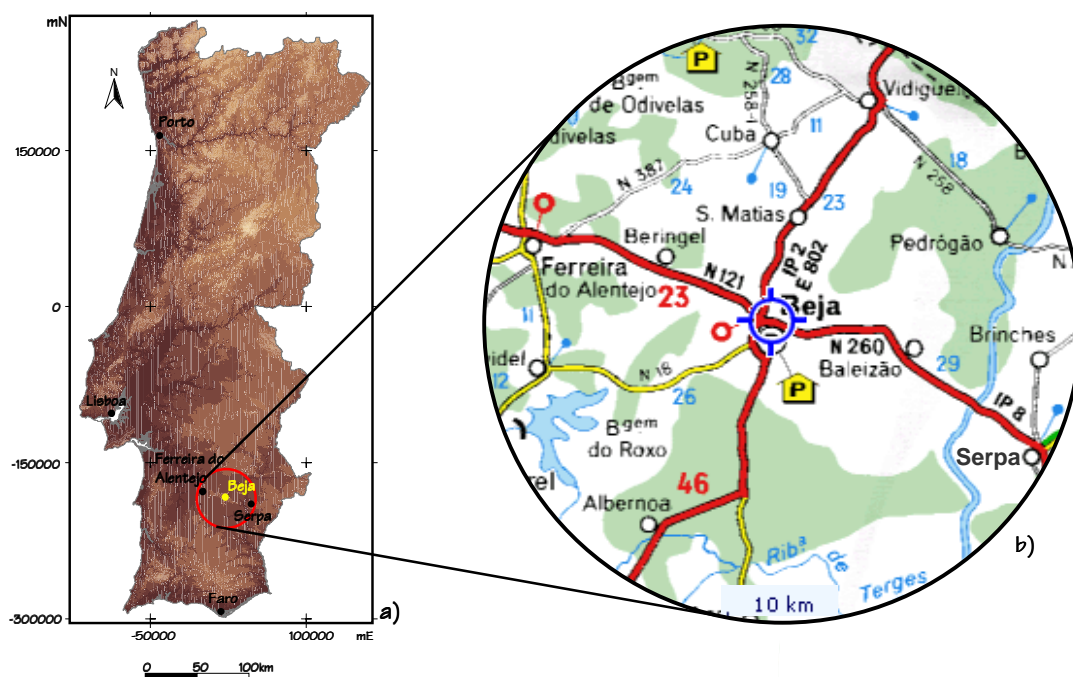 mN
N
Porto
150000
0
Lisboa
-150000
Ferreira do
Alentejo
Beja
Serpa
Faro
-300000
-50000
100000
mE
a)
0
50
100km
32
Bgem
de Odivelas
divelas
28
N 258-1
11
Cuba
N 387
24
19
S. Matias
23
18
N 258
Pedrógão
Beringel
N121
IP 2
E 802
Ferreira
do Alentejo
23
Beja
11
videl
12
N 18
26
N 260
Baleizão
29
Brinches
IP 8
Bgem
do Roxo
Serpa
Albernoa
46
Ribª
de
Terges
10 km
b)